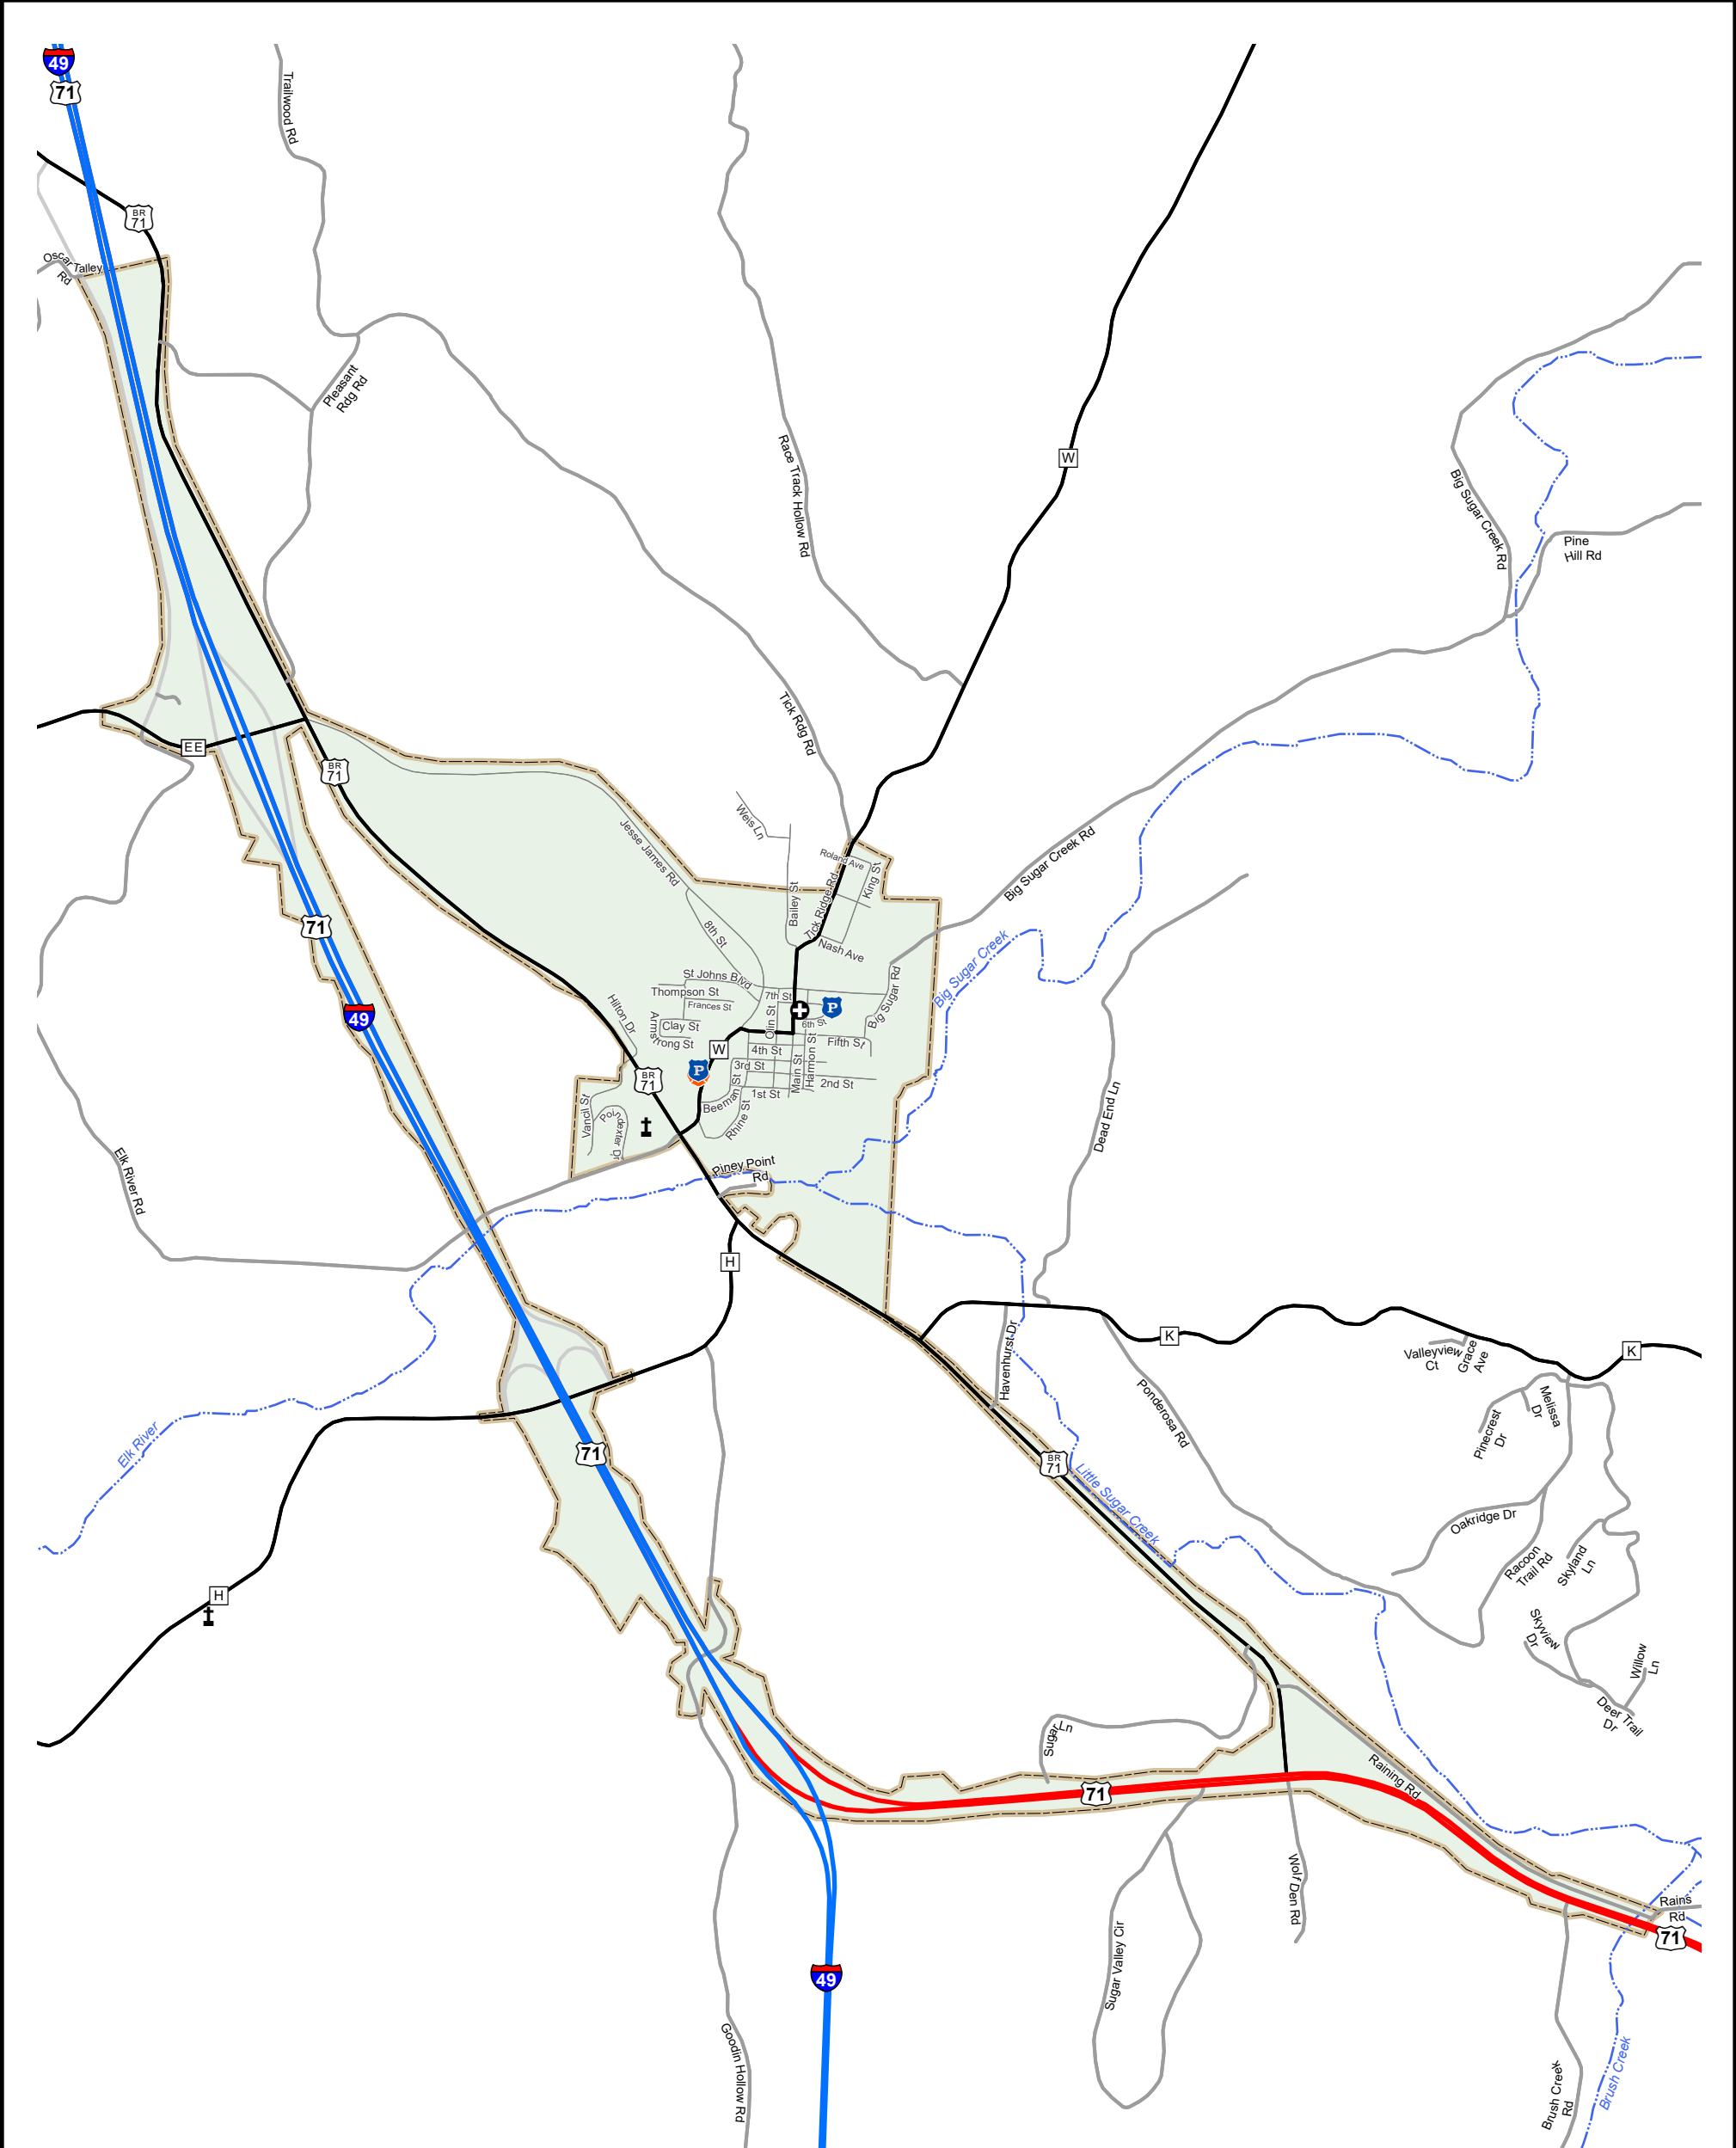 49
71
Trailwood Rd
BR
71
Oscar Talley
Rd
Pleasant
Rdg Rd
Race Track Hollow Rd
W
Big Sugar Creek Rd
Pine
Hill Rd
Tick Rdg Rd
EE
BR
71
Weis Ln
Jesse James Rd
Roland Ave
King St
Big Sugar Creek Rd
Bailey St
Tick Ridge Rd
71
8th St
Nash Ave
Big Sugar Creek
St Johns Blvd
Thompson St
7th St
Big Sugar Rd
Frances St
Hilton Dr
49
Armstrong St
Clay St
Olin St
P
6th St
Fifth St
W
4th St
Main St
Harmon St
3rd St
P
BR
71
2nd St
1st St
Beeman St
Rhine St
Vancil St
Poindexter Dr
Dead End Ln
Elk River Rd
Piney Point
Rd
H
Havenhurst Dr
K
Valleyview
Ct
Grace
Ave
K
Melissa
Dr
Pinecrest
Dr
Ponderosa Rd
Elk River
71
BR
71
Little Sugar Creek
Oakridge Dr
Racoon
Trail Rd
Skyland
Ln
H
Skyview
Dr
Willow
Ln
Deer Trail
Dr
Sugar Ln
Raining Rd
71
Wolf Den Rd
Rains
Rd
71
Sugar Valley Cir
49
Goodin Hollow Rd
Brush Creek
Rd
Brush Creek